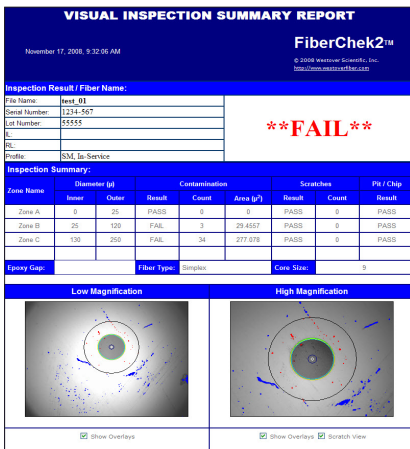 VISUAL INSPECTION SUMMARY REPORT
November 17, 2008, 9:32:06 AM
FiberChek2™
© 2008 Westover Scientific, Inc.
http://www.westoverfiber.com
Inspection Result / Fiber Name:
File Name: test_01
Serial Number: 1234-567
Lot Number: 55555
IL:
RL:
Profile: SM, In-Service
**FAIL**
Inspection Summary:
Zone Name Diameter (µ) Contamination Scratches Pit / Chip
Inner Outer Result Count Area (µ²) Result Count Result
Zone A 0 25 PASS 0 0 PASS 0 PASS
Zone B 25 120 FAIL 3 29.4557 PASS 0 PASS
Zone C 130 250 FAIL 34 277.078 PASS 0 PASS
Epoxy Gap: Fiber Type: Simplex Core Size: 9
Low Magnification High Magnification
Show Overlays Show Overlays Scratch View